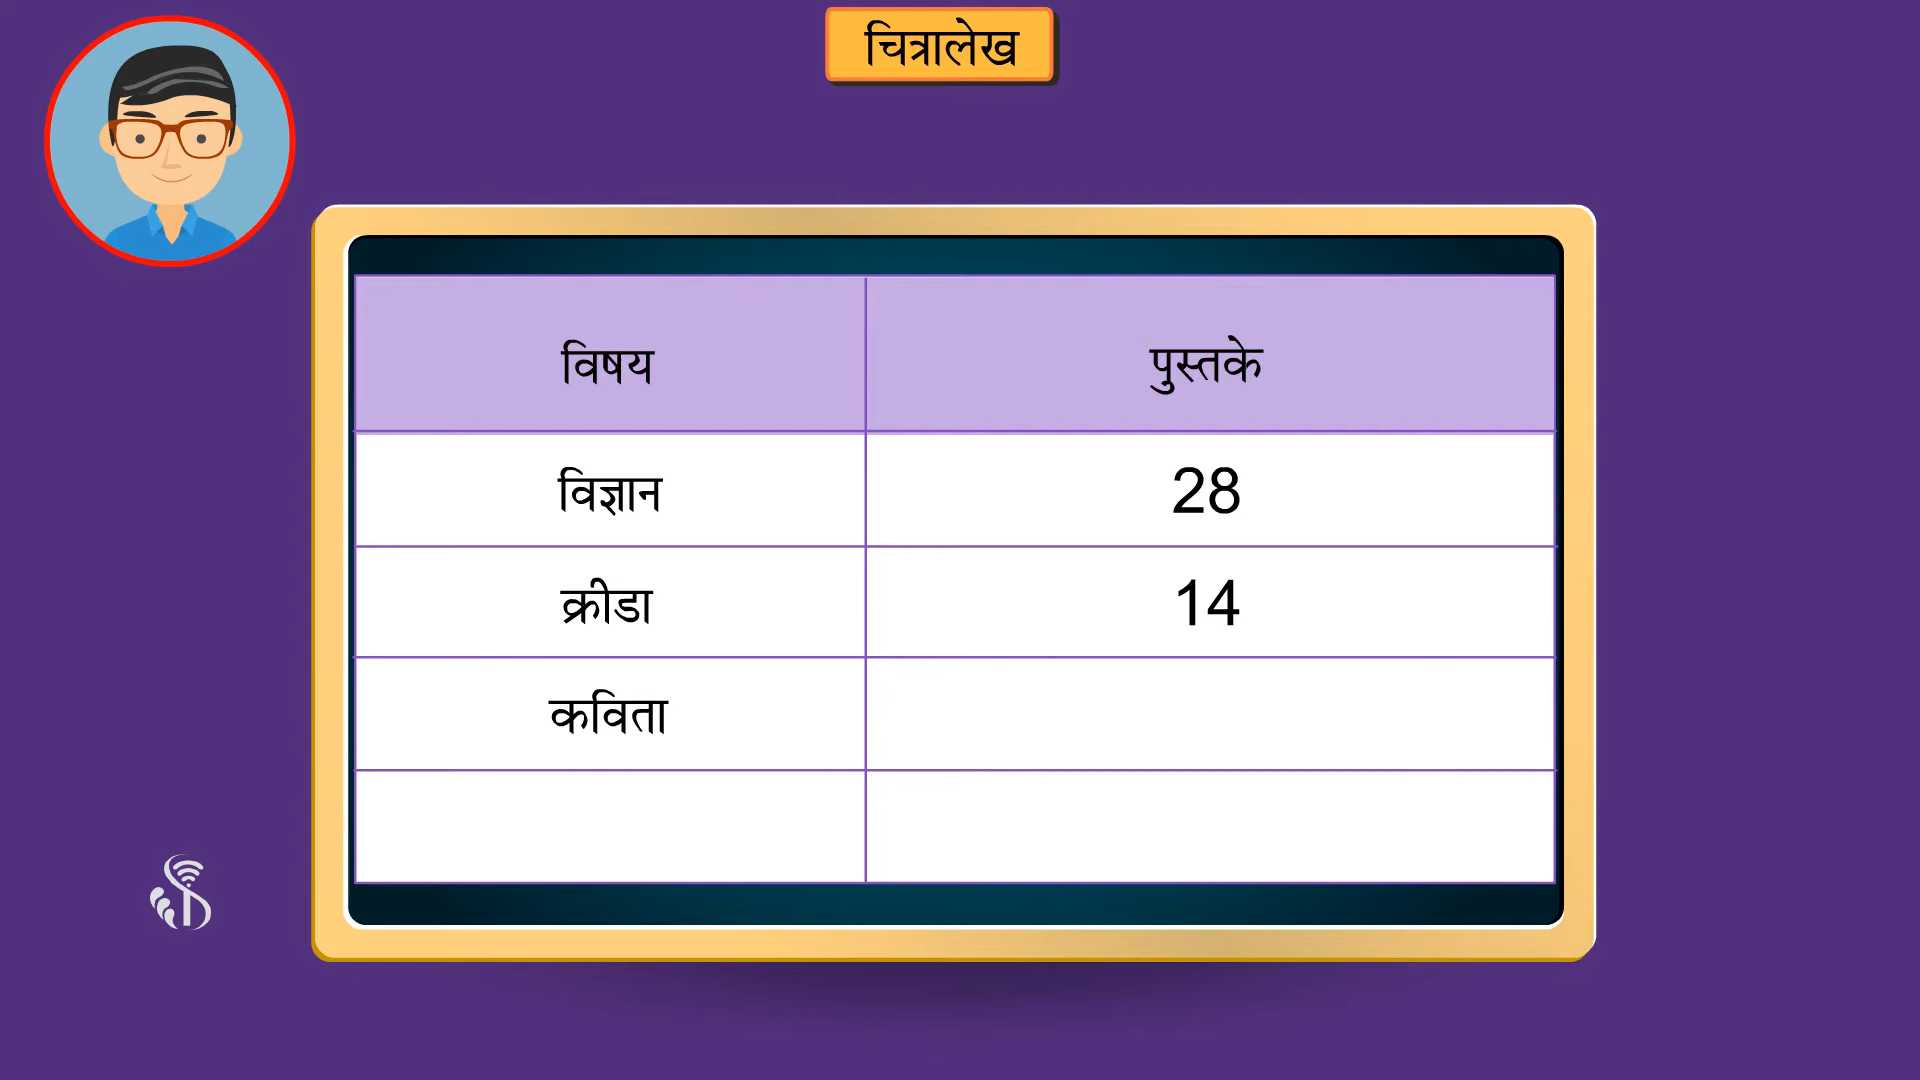 चित्रालेख
विषय पुस्तके
विज्ञान 28
क्रीडा 14
कविता